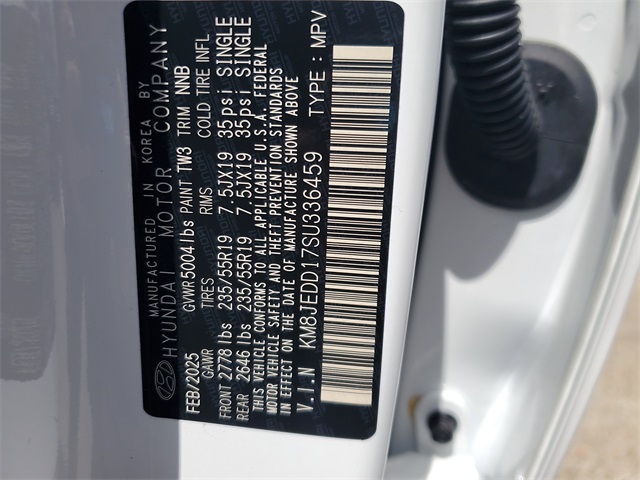 MANUFACTURED IN KOREA BY
HYUNDAI MOTOR COMPANY
FEB/2025 GVWR 5004 lbs PAINT TW3 TRIM NNB
GAWR TIRES RIMS COLD TIRE INFL
FRONT 2778 lbs 235/55R19 7.5JX19 35psi SINGLE
REAR 2646 lbs 235/55R19 7.5JX19 35psi SINGLE
THIS VEHICLE CONFORMS TO ALL APPLICABLE U.S.A. FEDERAL
MOTOR VEHICLE SAFETY AND THEFT PREVENTION STANDARDS
IN EFFECT ON THE DATE OF MANUFACTURE SHOWN ABOVE
V.I.N KM8JEDD17SU336459 TYPE : MPV